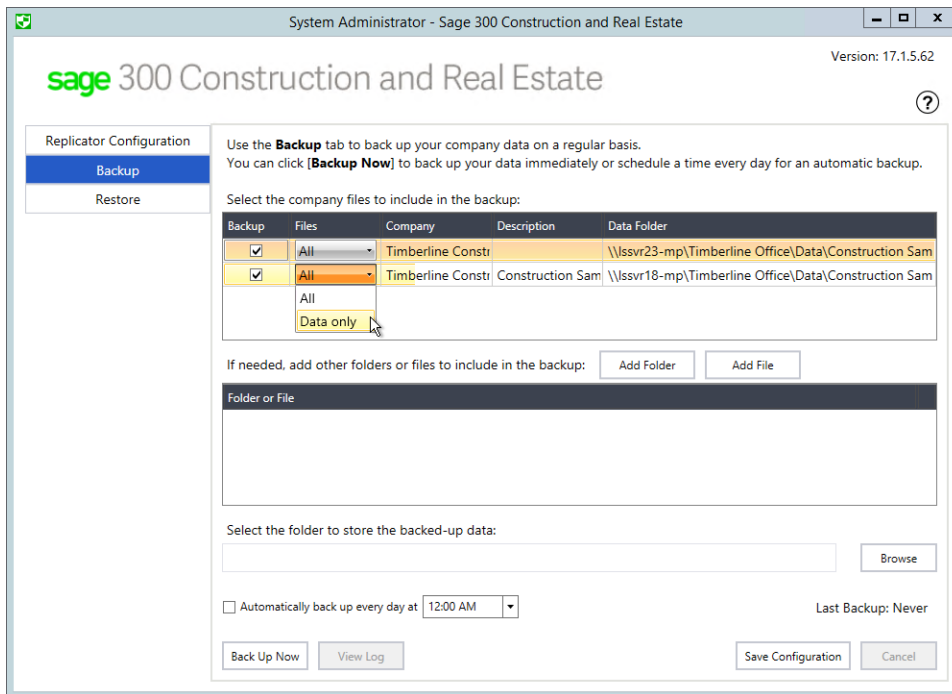 System Administrator - Sage 300 Construction and Real Estate
Version: 17.1.5.62
sage 300 Construction and Real Estate
?
Replicator Configuration
Backup
Restore
Use the Backup tab to back up your company data on a regular basis.
You can click [Backup Now] to back up your data immediately or schedule a time every day for an automatic backup.
Select the company files to include in the backup:
Backup Files Company Description Data Folder
All Timberline Constr \\lssvr23-mp\Timberline Office\Data\Construction Sam
All Timberline Constr Construction Sam \\lssvr18-mp\Timberline Office\Data\Construction Sam
All
Data only
If needed, add other folders or files to include in the backup: Add Folder Add File
Folder or File
Select the folder to store the backed-up data:
Browse
Automatically back up every day at 12:00 AM Last Backup: Never
Back Up Now View Log Save Configuration Cancel